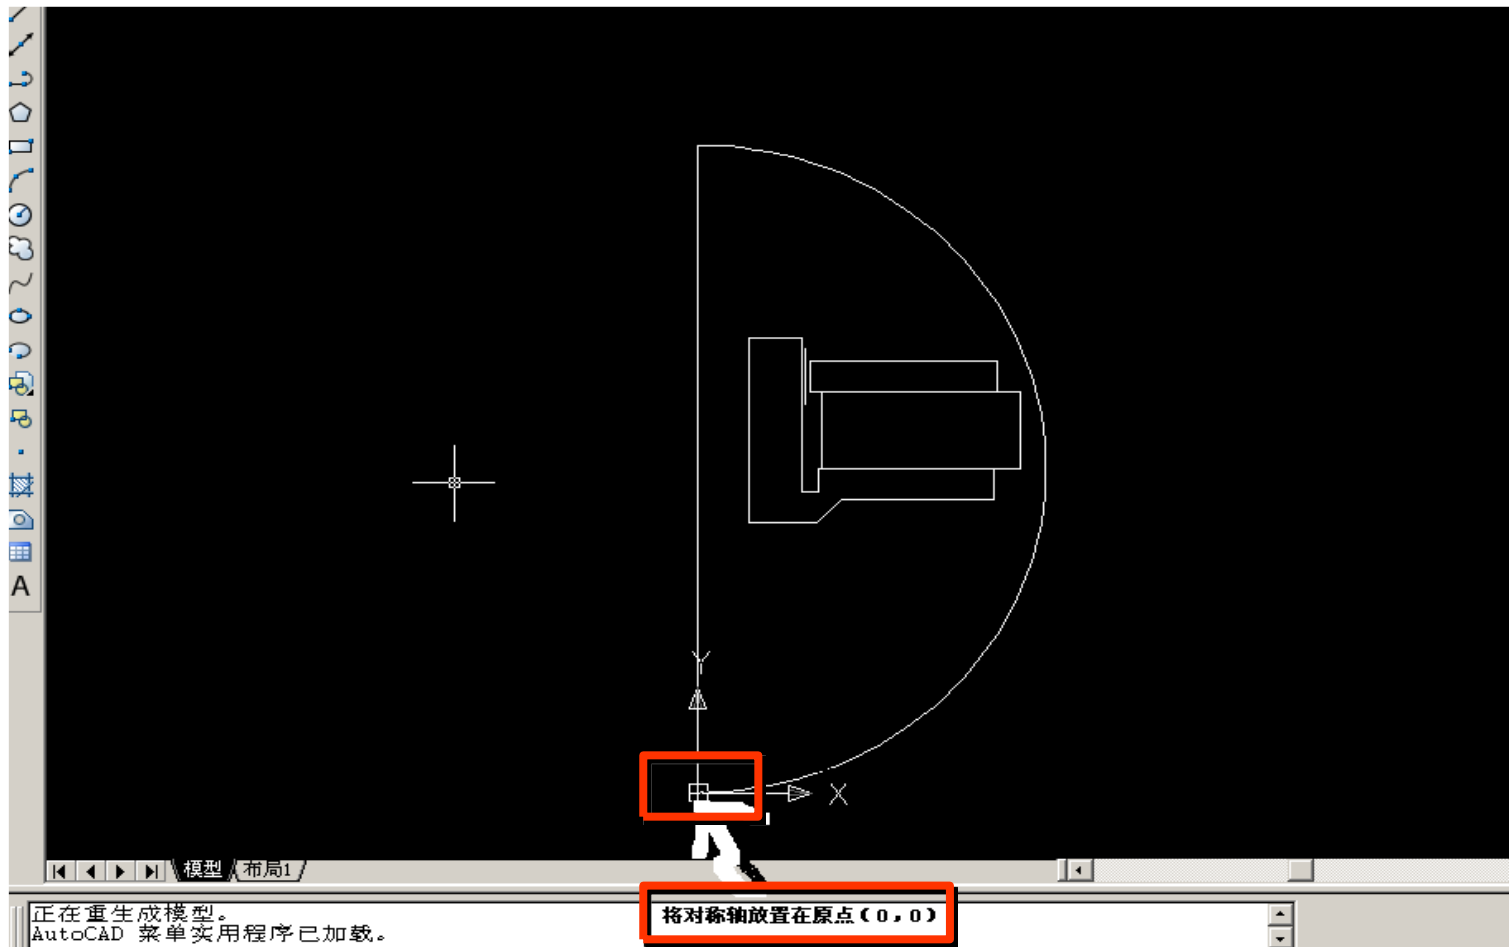 A
Y
X
模型 布局1
将对称轴放置在原点(0,0)
正在重生成模型。
AutoCAD 菜单实用程序已加载。